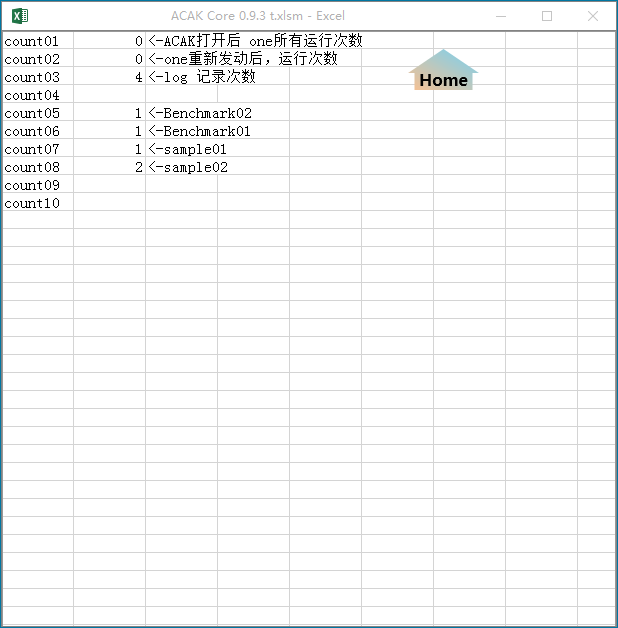 ACAK Core 0.9.3 t.xlsm - Excel
count01 0 <-ACAK打开后 one所有运行次数
count02 0 <-one重新发动后，运行次数
count03 4 <-log 记录次数
count04
count05 1 <-Benchmark02
count06 1 <-Benchmark01
count07 1 <-sample01
count08 2 <-sample02
count09
count10
Home